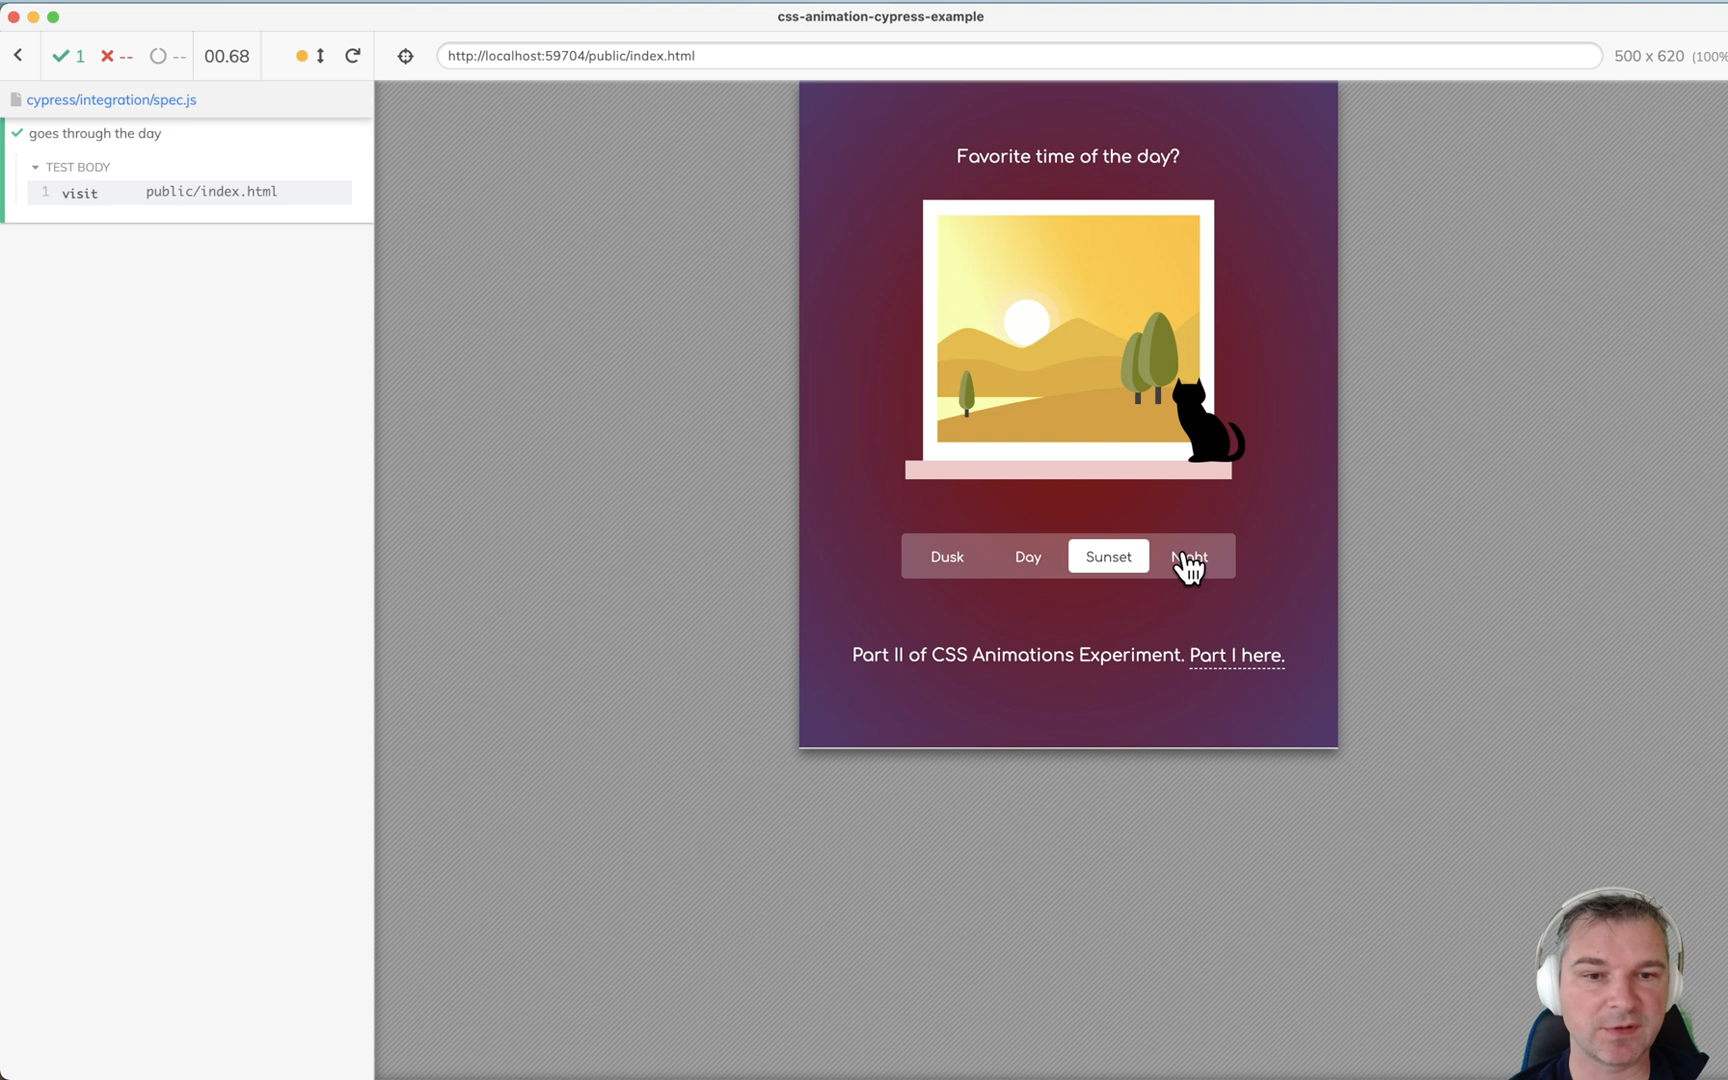 css-animation-cypress-example
1 -- -- 00.68 http://localhost:59704/public/index.html 500 x 620 (100%
cypress/integration/spec.js
goes through the day
TEST BODY
1 visit public/index.html
Favorite time of the day?
Dusk Day Sunset Night
Part II of CSS Animations Experiment. Part I here.